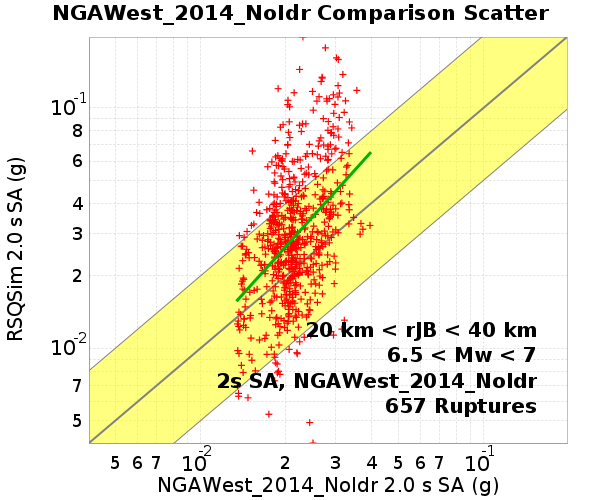 NGAWest_2014_NoIdr Comparison Scatter
RSQSim 2.0 s SA (g)
10-1
8
6
4
3
2
10-2
7
5
20 km < rJB < 40 km
6.5 < Mw < 7
2s SA, NGAWest_2014_NoIdr
657 Ruptures
5 6 7 10-2 2 3 4 5 6 7 10-1
NGAWest_2014_NoIdr 2.0 s SA (g)